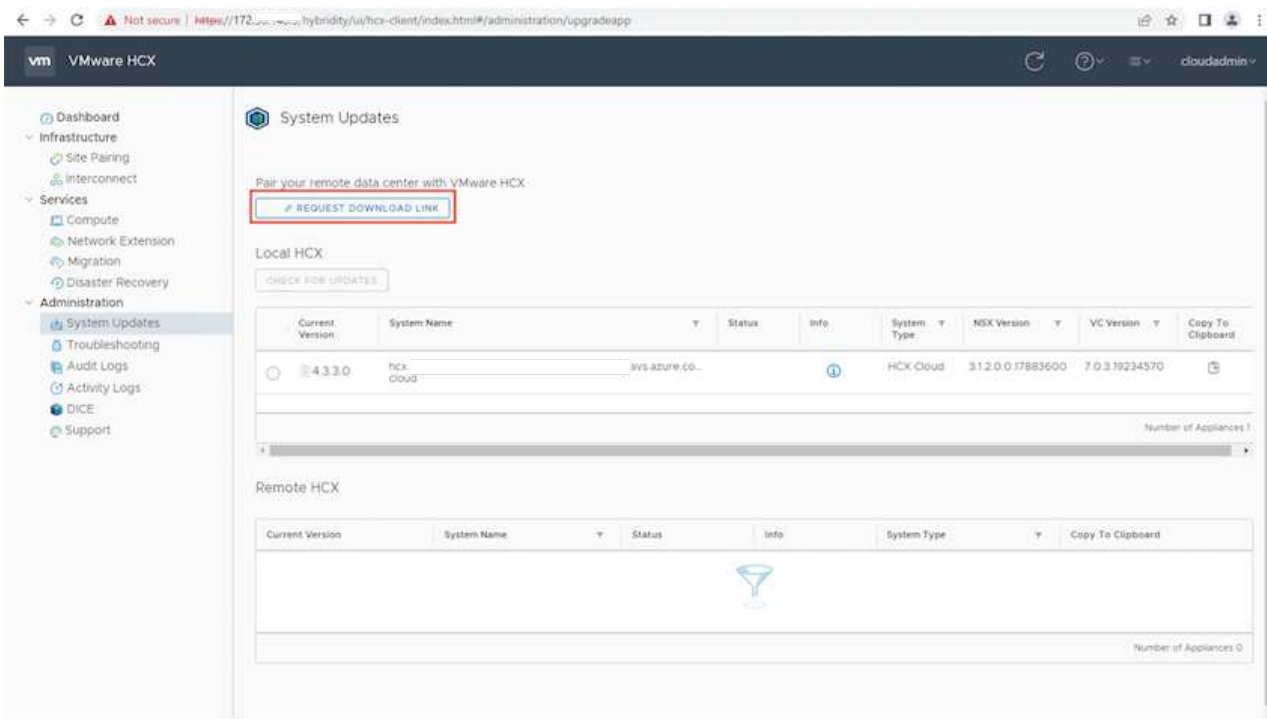 Not secure | https://172. /hybridity/ui/hcx-client/index.html#/administration/upgradeapp
vm VMware HCX
cloudadmin
Dashboard
Infrastructure
Site Pairing
Interconnect
Services
Compute
Network Extension
Migration
Disaster Recovery
Administration
System Updates
Troubleshooting
Audit Logs
Activity Logs
DICE
Support
System Updates
Pair your remote data center with VMware HCX
REQUEST DOWNLOAD LINK
Local HCX
CHECK FOR UPDATES
Current Version System Name Status Info System Type NSX Version VC Version Copy To Clipboard
4.3.3.0 hcx. cloud avs.azure.co... HCX Cloud 3.1.2.0.0.17883600 7.0.3.19234570
Number of Appliances 1
Remote HCX
Current Version System Name Status Info System Type Copy To Clipboard
Number of Appliances 0